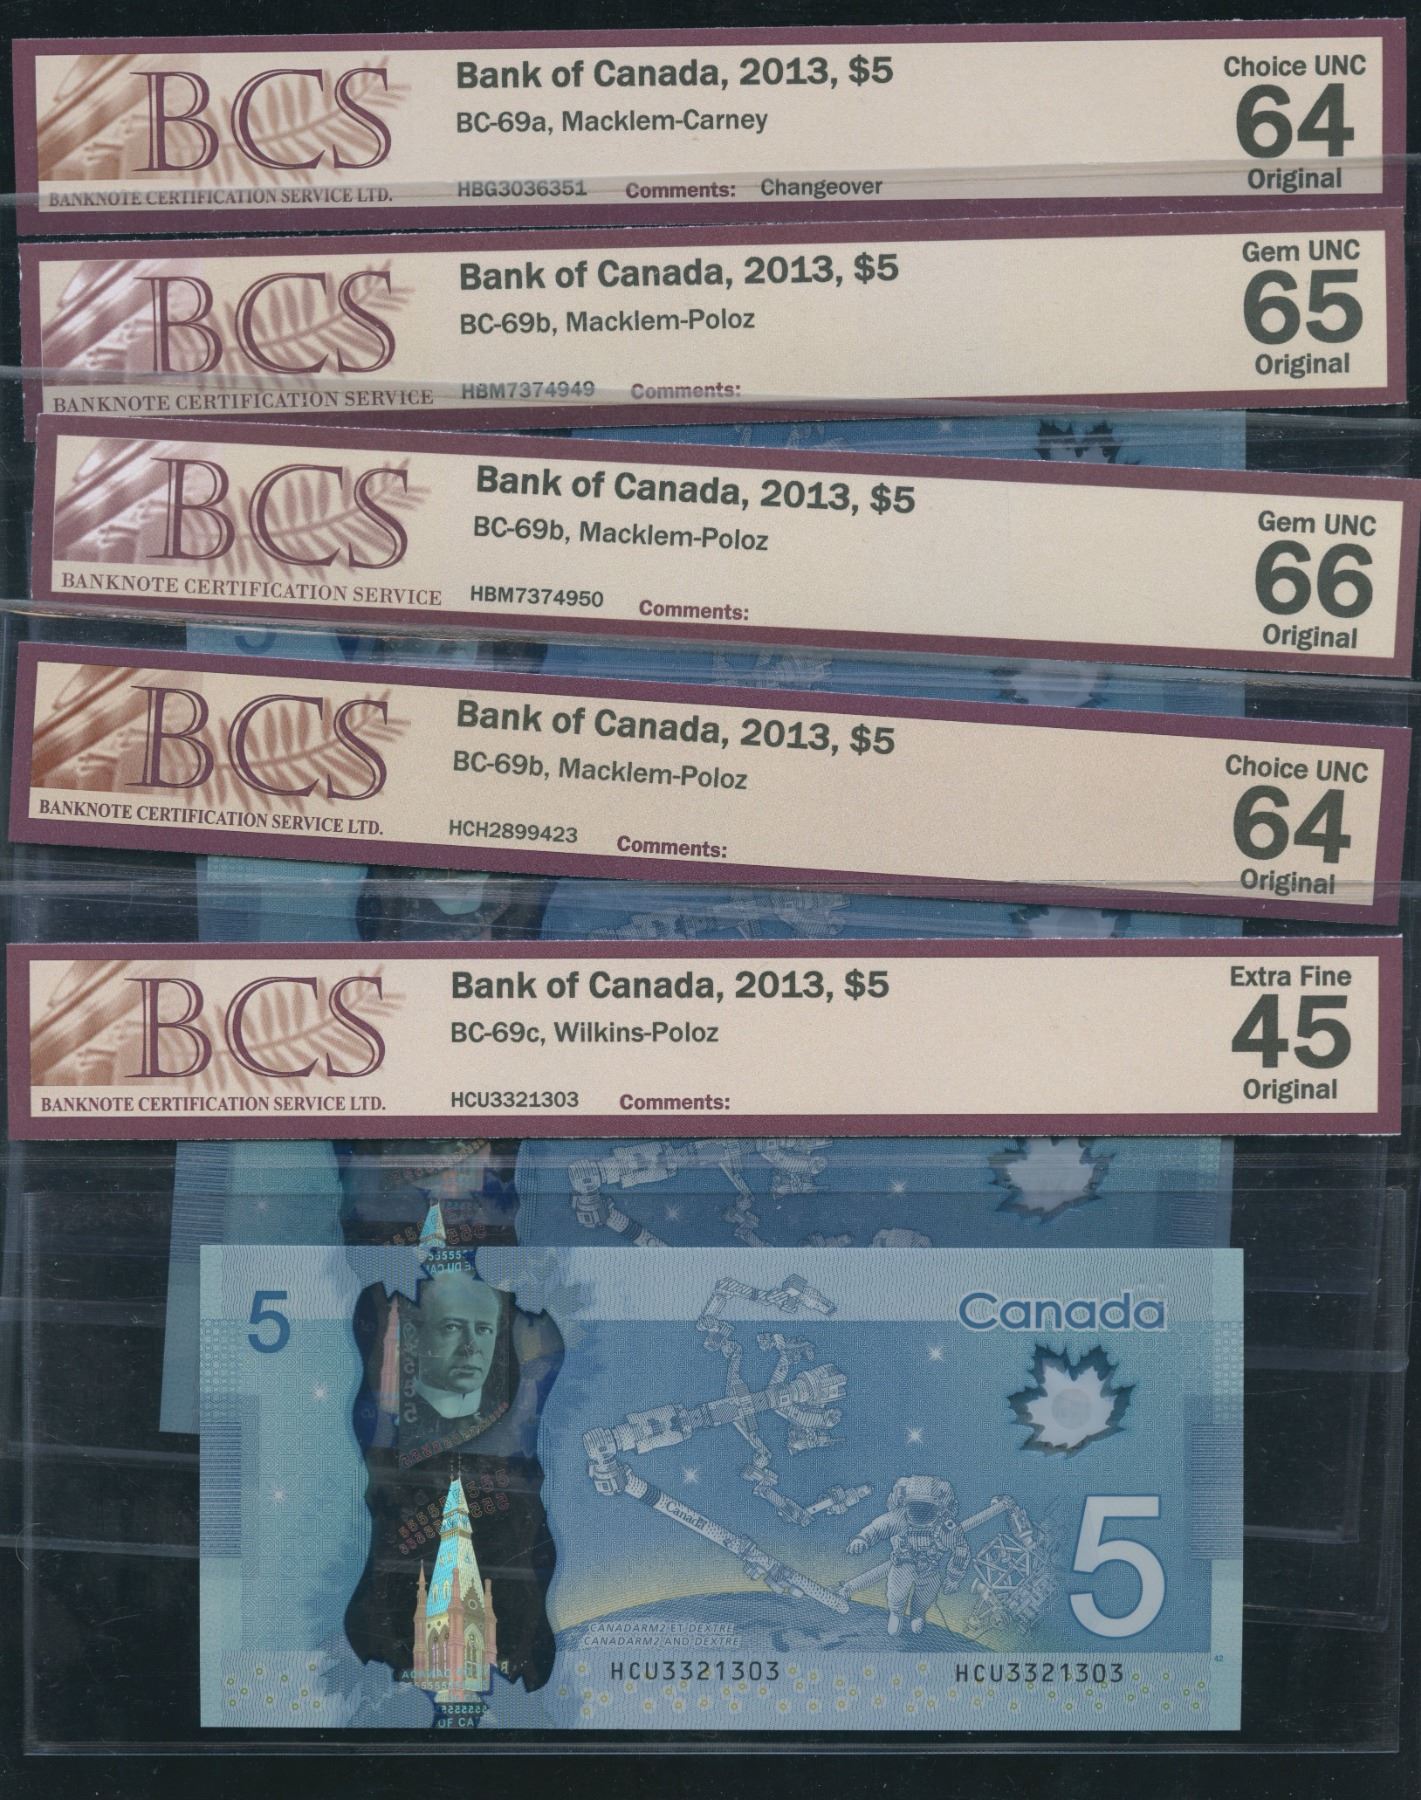 BCS
BANKNOTE CERTIFICATION SERVICE LTD.
Bank of Canada, 2013, $5
BC-69a, Macklem-Carney
HBG3036351 Comments: Changeover
Choice UNC
64
Original
BCS
BANKNOTE CERTIFICATION SERVICE
Bank of Canada, 2013, $5
BC-69b, Macklem-Poloz
HBM7374949 Comments:
Gem UNC
65
Original
BCS
BANKNOTE CERTIFICATION SERVICE
Bank of Canada, 2013, $5
BC-69b, Macklem-Poloz
HBM7374950 Comments:
Gem UNC
66
Original
5
BCS
BANKNOTE CERTIFICATION SERVICE LTD.
Bank of Canada, 2013, $5
BC-69b, Macklem-Poloz
HCH2899423 Comments:
Choice UNC
64
Original
BCS
BANKNOTE CERTIFICATION SERVICE LTD.
Bank of Canada, 2013, $5
BC-69c, Wilkins-Poloz
HCU3321303 Comments:
Extra Fine
45
Original
5
Canada
Canada
5
CANADARM2 ET DEXTRE
CANADARM2 AND DEXTRE
HCU3321303 HCU3321303
42